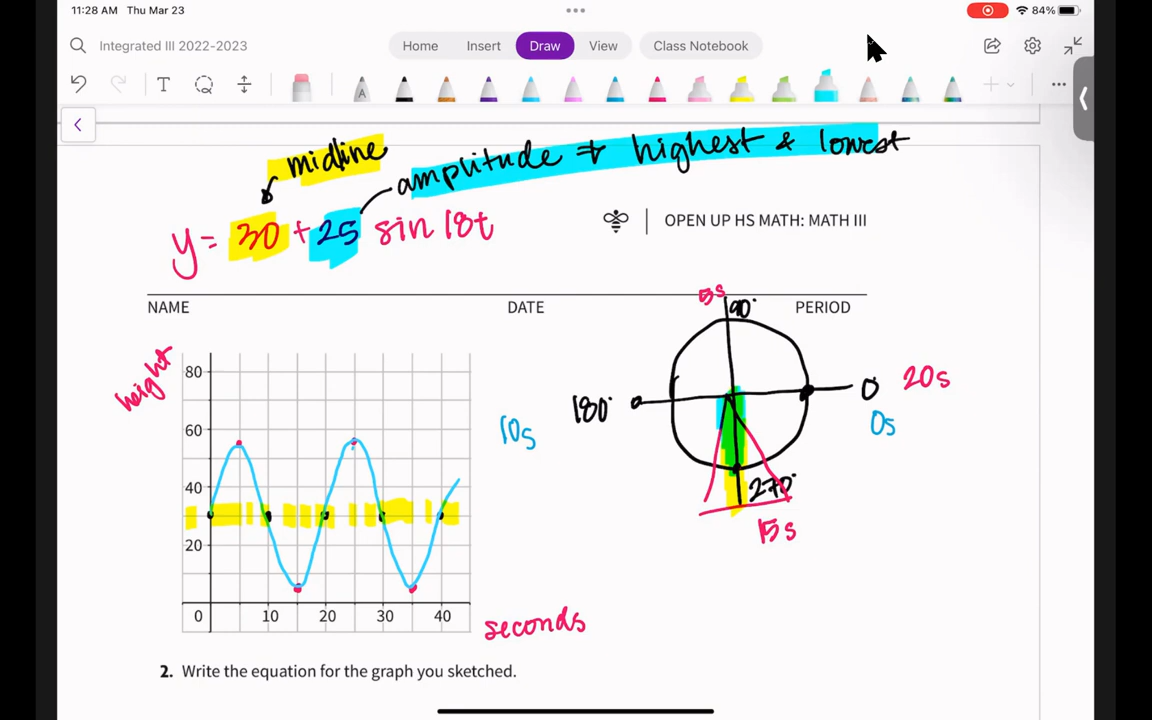 11:28 AM Thu Mar 23
84%
Integrated III 2022-2023
Home Insert Draw View Class Notebook
midline
amplitude → highest & lowest
y = 30 + 25 sin 18t
OPEN UP HS MATH: MATH III
NAME DATE PERIOD
5s
90°
height
80
60
40
20
0 10 20 30 40
seconds
180°
10s
0° 20s
0s
270°
15s
2. Write the equation for the graph you sketched.